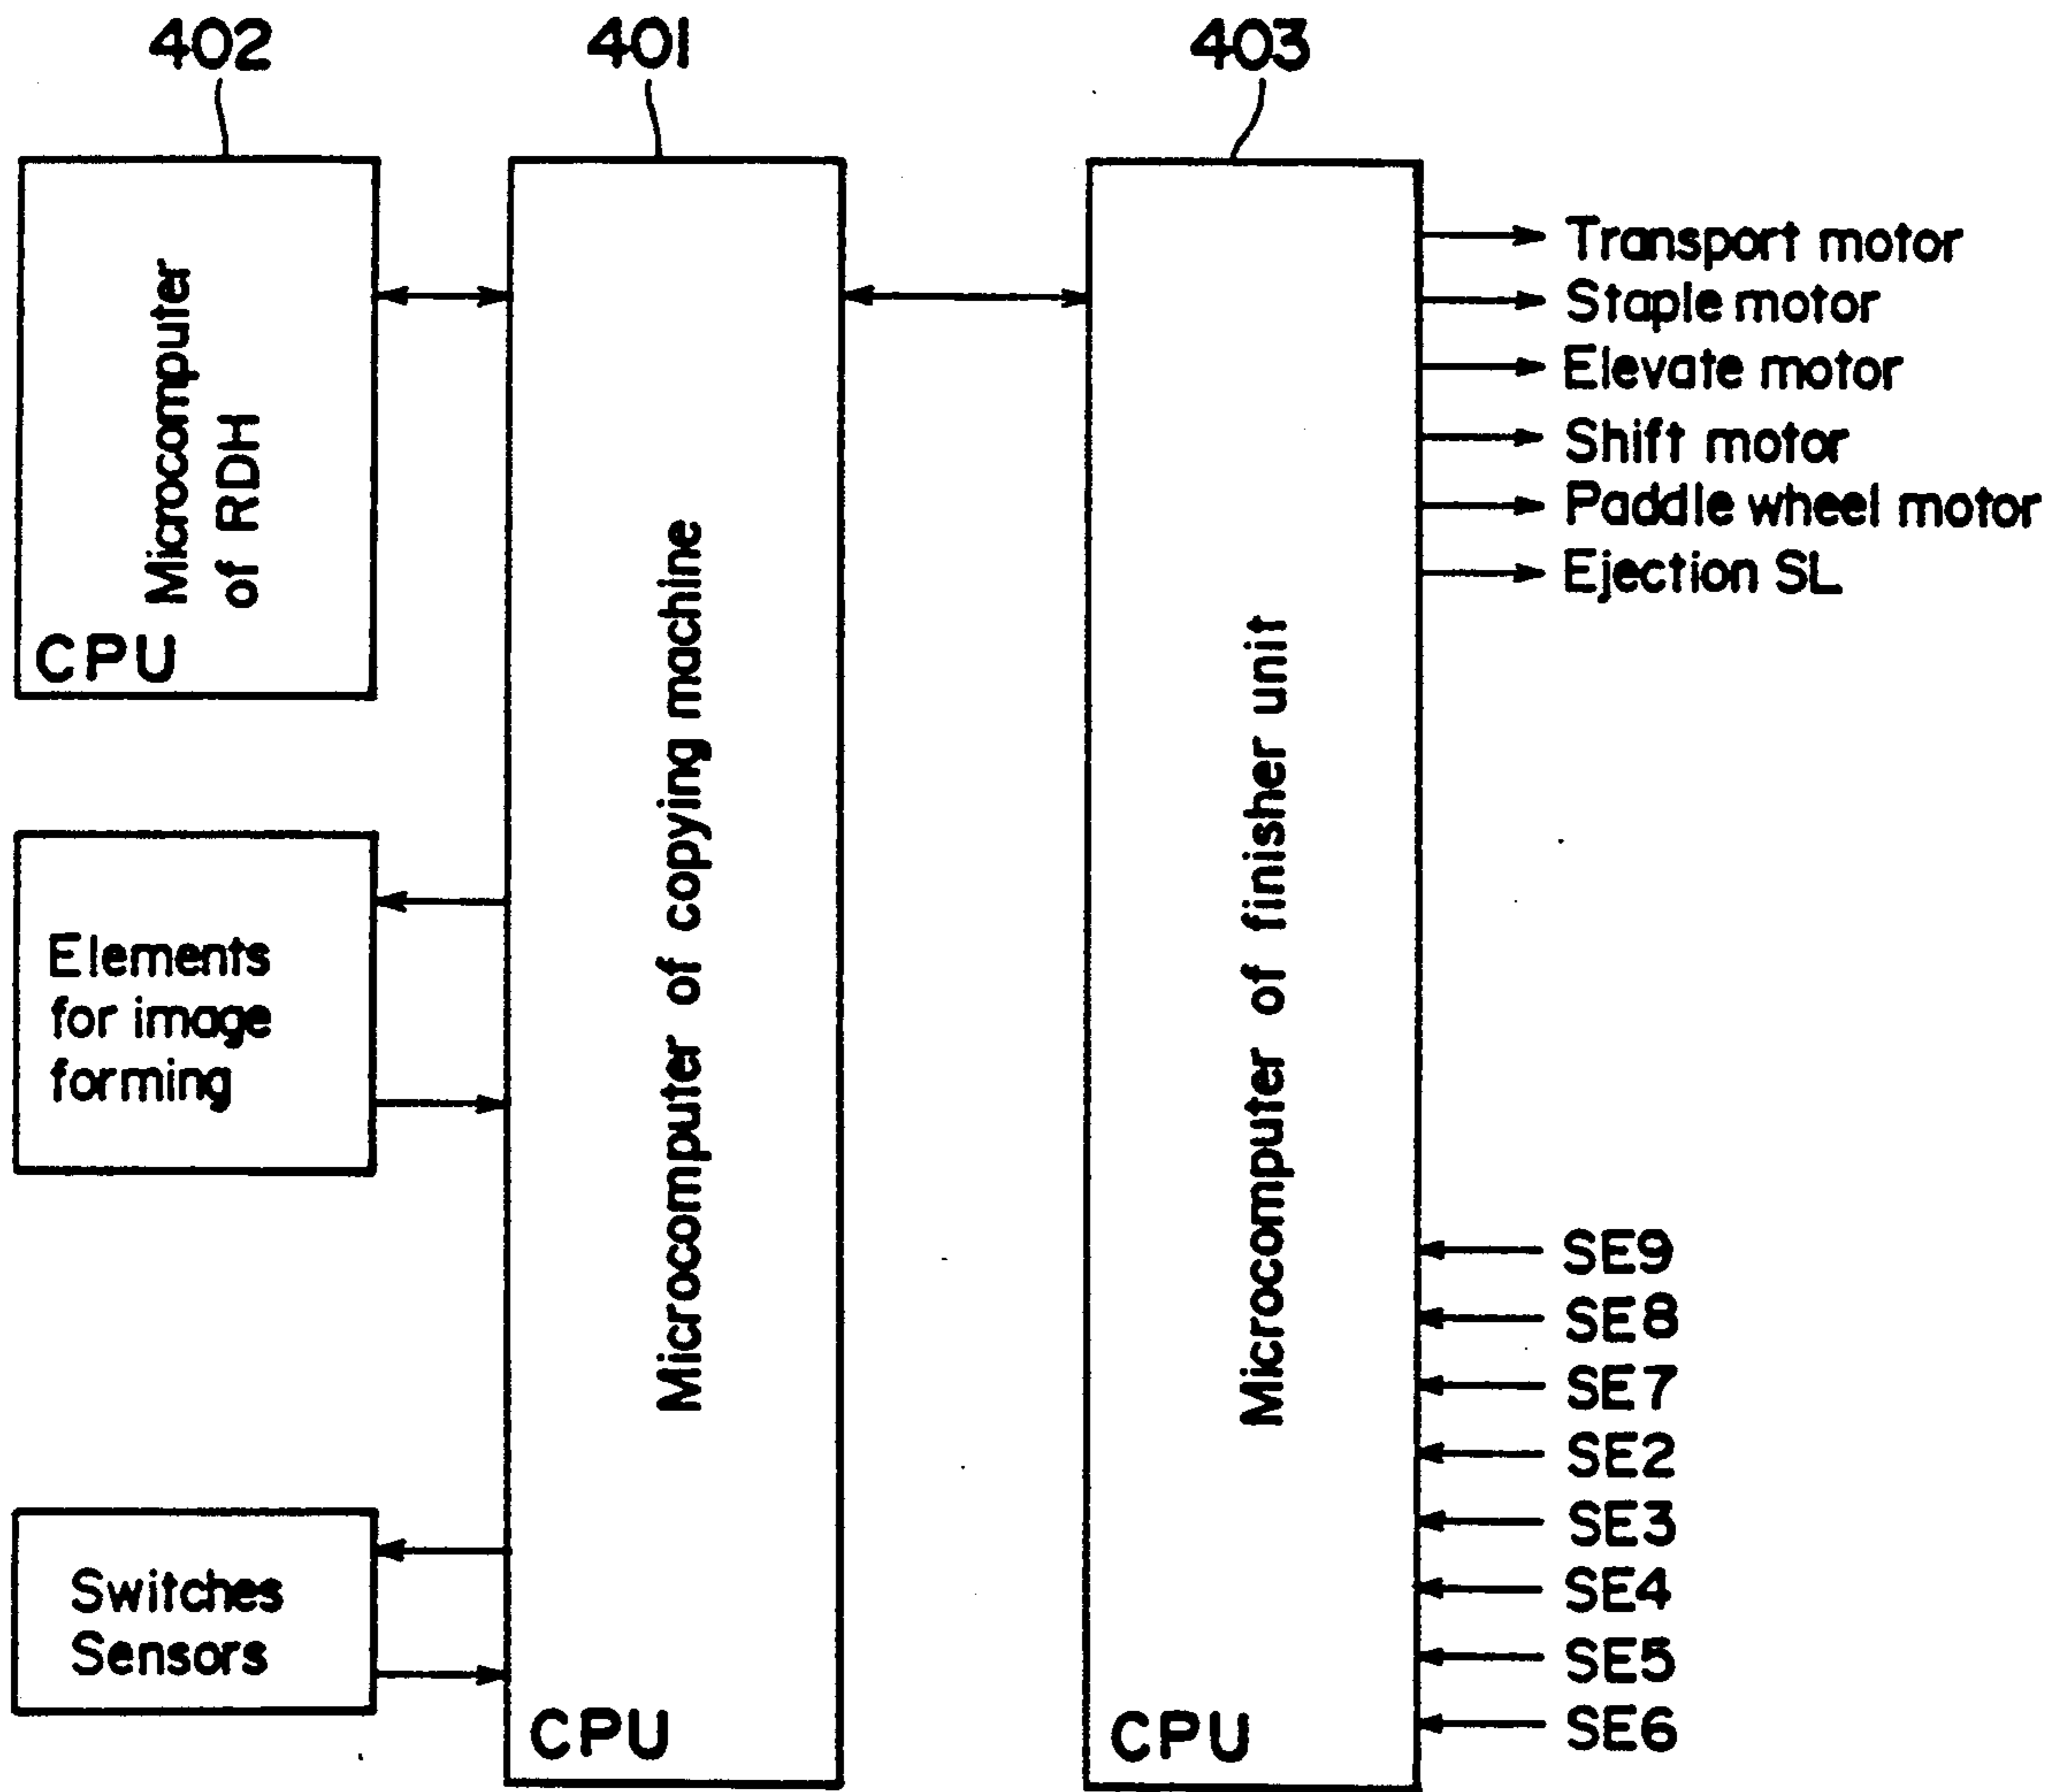 402
401
403
Microcomputer
of RDH
CPU
Elements
for image
forming
Switches
Sensors
Microcomputer of copying machine
CPU
Microcomputer of finisher unit
CPU
Transport motor
Staple motor
Elevate motor
Shift motor
Paddle wheel motor
Ejection SL
SE9
SE8
SE7
SE2
SE3
SE4
SE5
SE6